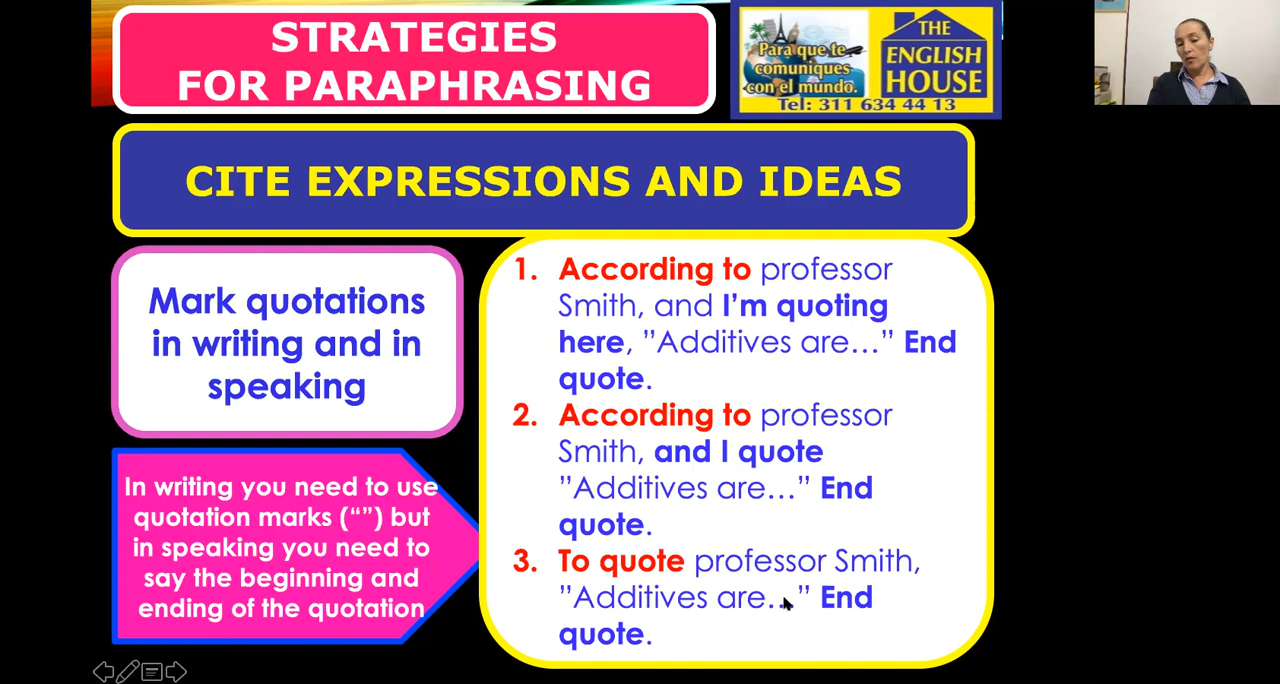 STRATEGIES
FOR PARAPHRASING
Para que te
comuniques
con el mundo.
THE
ENGLISH
HOUSE
Tel: 311 634 44 13
CITE EXPRESSIONS AND IDEAS
Mark quotations
in writing and in
speaking
In writing you need to use
quotation marks (“”) but
in speaking you need to
say the beginning and
ending of the quotation
1. According to professor
Smith, and I’m quoting
here, ”Additives are…” End
quote.
2. According to professor
Smith, and I quote
”Additives are…” End
quote.
3. To quote professor Smith,
”Additives are…” End
quote.